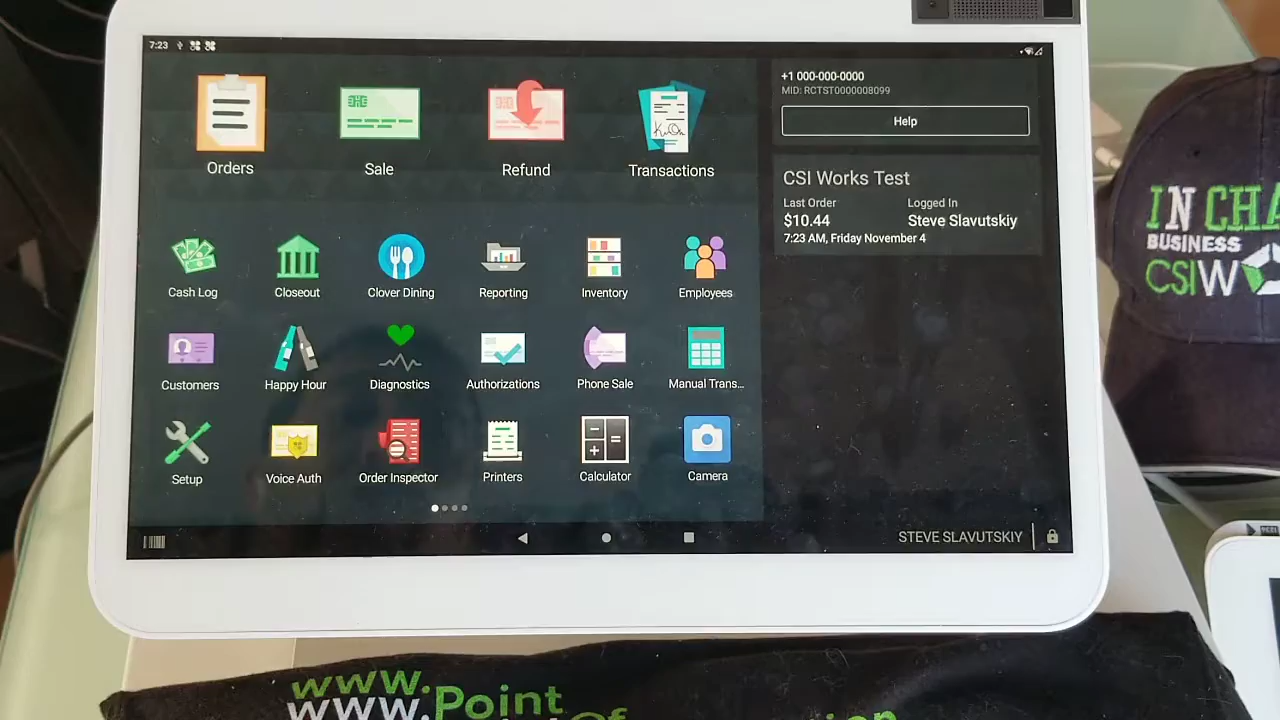 7:23
Orders
Sale
Refund
Transactions
Cash Log
Closeout
Clover Dining
Reporting
Inventory
Employees
Customers
Happy Hour
Diagnostics
Authorizations
Phone Sale
Manual Trans...
Setup
Voice Auth
Order Inspector
Printers
Calculator
Camera
+1 000-000-0000
MID: RCTST0000008099
Help
CSI Works Test
Last Order
Logged In
$10.44
Steve Slavutskiy
7:23 AM, Friday November 4
STEVE SLAVUTSKIY
IN CHA
BUSINESS
CSIW
www.
www.Point
Of